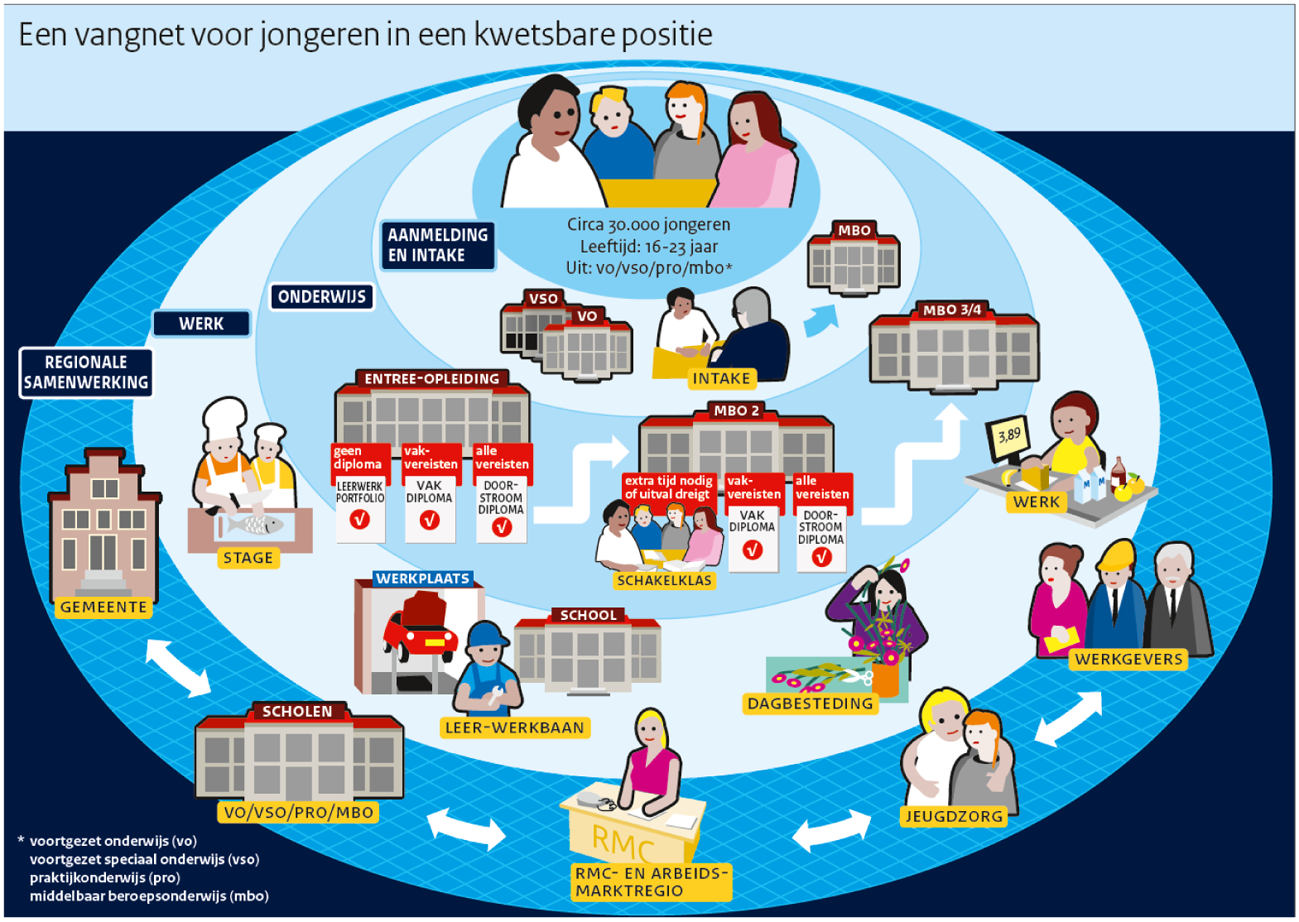 Een vangnet voor jongeren in een kwetsbare positie
Circa 30.000 jongeren
Leeftijd: 16-23 jaar
Uit: vo/vso/pro/mbo*
AANMELDING
EN INTAKE
ONDERWIJS
WERK
REGIONALE
SAMENWERKING
MBO
VSO
VO
INTAKE
MBO 3/4
ENTREE-OPLEIDING
geen
diploma
LEERWERK
PORTFOLIO
√
vak-
vereisten
VAK
DIPLOMA
√
alle
vereisten
DOOR-
STROOM
DIPLOMA
√
MBO 2
extra tijd nodig
of uitval dreigt
SCHAKELKLAS
vak-
vereisten
VAK
DIPLOMA
√
alle
vereisten
DOOR-
STROOM
DIPLOMA
√
3,89
M
M
WERK
STAGE
GEMEENTE
WERKPLAATS
SCHOOL
LEER-WERKBAAN
DAGBESTEDING
WERKGEVERS
SCHOLEN
VO/VSO/PRO/MBO
RMC
RMC- EN ARBEIDS-
MARKTREGIO
JEUGDZORG
* voortgezet onderwijs (vo)
voortgezet speciaal onderwijs (vso)
praktijkonderwijs (pro)
middelbaar beroepsonderwijs (mbo)